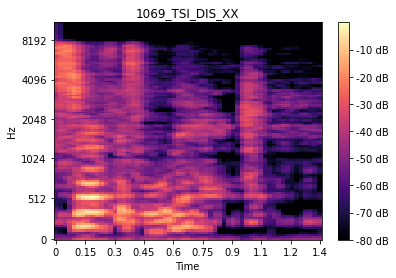 1069_TSI_DIS_XX
8192
4096
2048
1024
512
0
Hz
0 0.15 0.3 0.45 0.6 0.75 0.9 1.1 1.2 1.4
Time
-10 dB
-20 dB
-30 dB
-40 dB
-50 dB
-60 dB
-70 dB
-80 dB